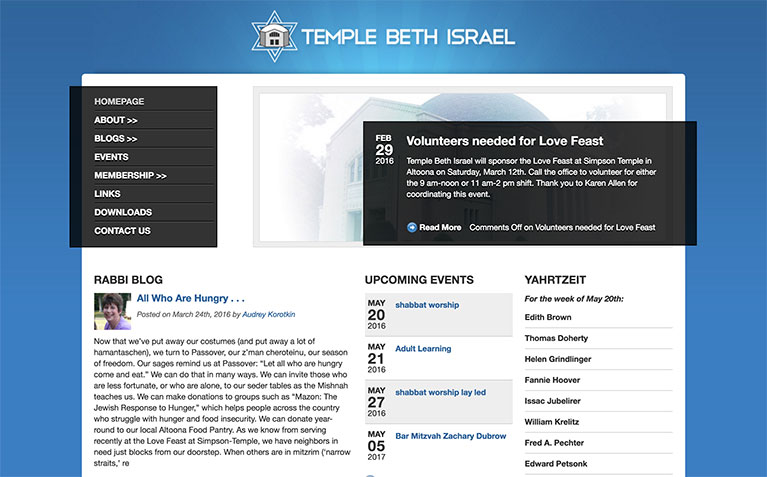 TEMPLE BETH ISRAEL
HOMEPAGE
ABOUT >>
BLOGS >>
EVENTS
MEMBERSHIP >>
LINKS
DOWNLOADS
CONTACT US
FEB
29
2016
Volunteers needed for Love Feast
Temple Beth Israel will sponsor the Love Feast at Simpson Temple in
Altoona on Saturday, March 12th. Call the office to volunteer for either
the 9 am-noon or 11 am-2 pm shift. Thank you to Karen Allen for
coordinating this event.
Read More Comments Off on Volunteers needed for Love Feast
RABBI BLOG
All Who Are Hungry . . .
Posted on March 24th, 2016 by Audrey Korotkin
Now that we've put away our costumes (and put away a lot of
hamantaschen), we turn to Passover, our z'man cheroteinu, our season
of freedom. Our sages remind us at Passover: "Let all who are hungry
come and eat." We can do that in many ways. We can invite those who
are less fortunate, or who are alone, to our seder tables as the Mishnah
teaches us. We can make donations to groups such as "Mazon: The
Jewish Response to Hunger," which helps people across the country
who struggle with hunger and food insecurity. We can donate year-
round to our local Altoona Food Pantry. As we know from serving
recently at the Love Feast at Simpson-Temple, we have neighbors in
need just blocks from our doorstep. When others are in mitzrim ('narrow
straits,' re
UPCOMING EVENTS
MAY
20
2016
shabbat worship
MAY
21
2016
Adult Learning
MAY
27
2016
shabbat worship lay led
MAY
05
2017
Bar Mitzvah Zachary Dubrow
YAHRTZEIT
For the week of May 20th:
Edith Brown
Thomas Doherty
Helen Grindlinger
Fannie Hoover
Issac Jubelirer
William Krelitz
Fred A. Pechter
Edward Petsonk